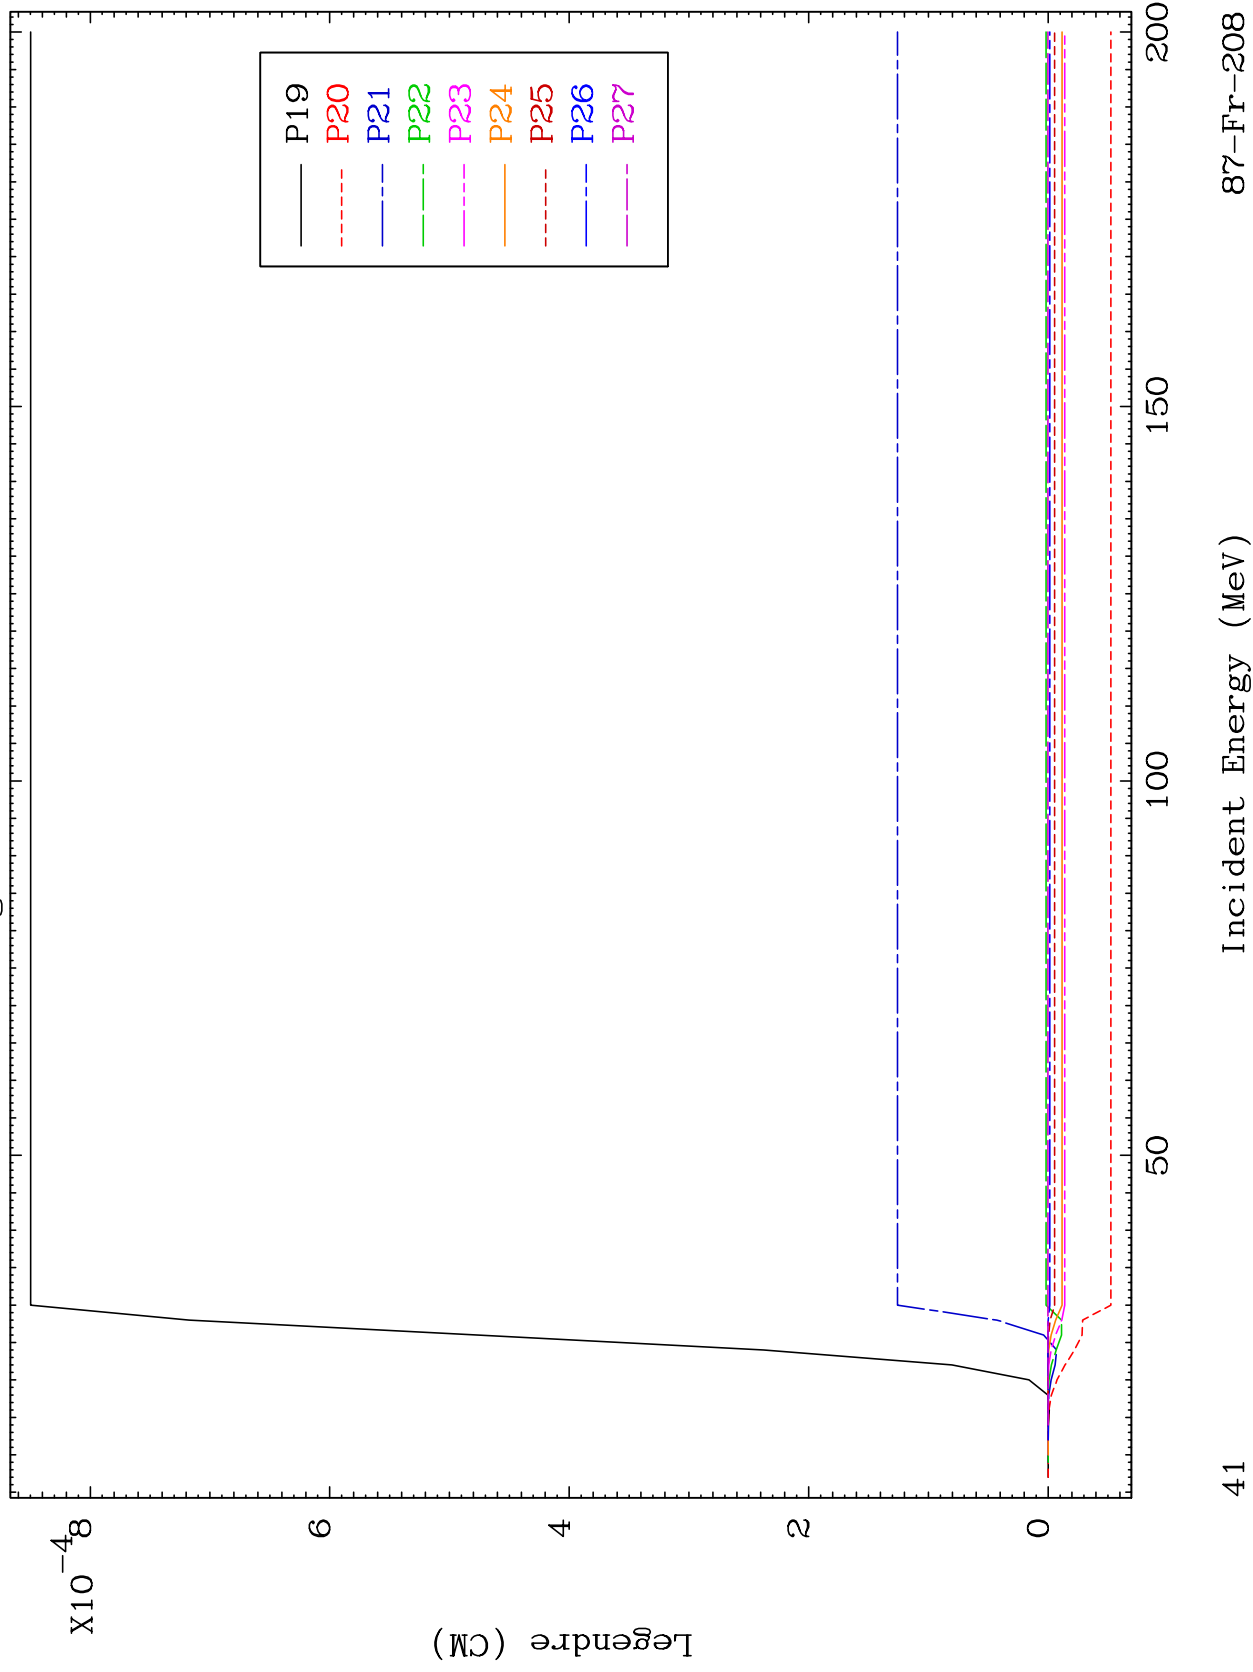 X10-4
8
6
4
2
0
Legendre (CM)
P19
P20
P21
P22
P23
P24
P25
P26
P27
50
100
150
200
Incident Energy (MeV)
41
87-Fr-208